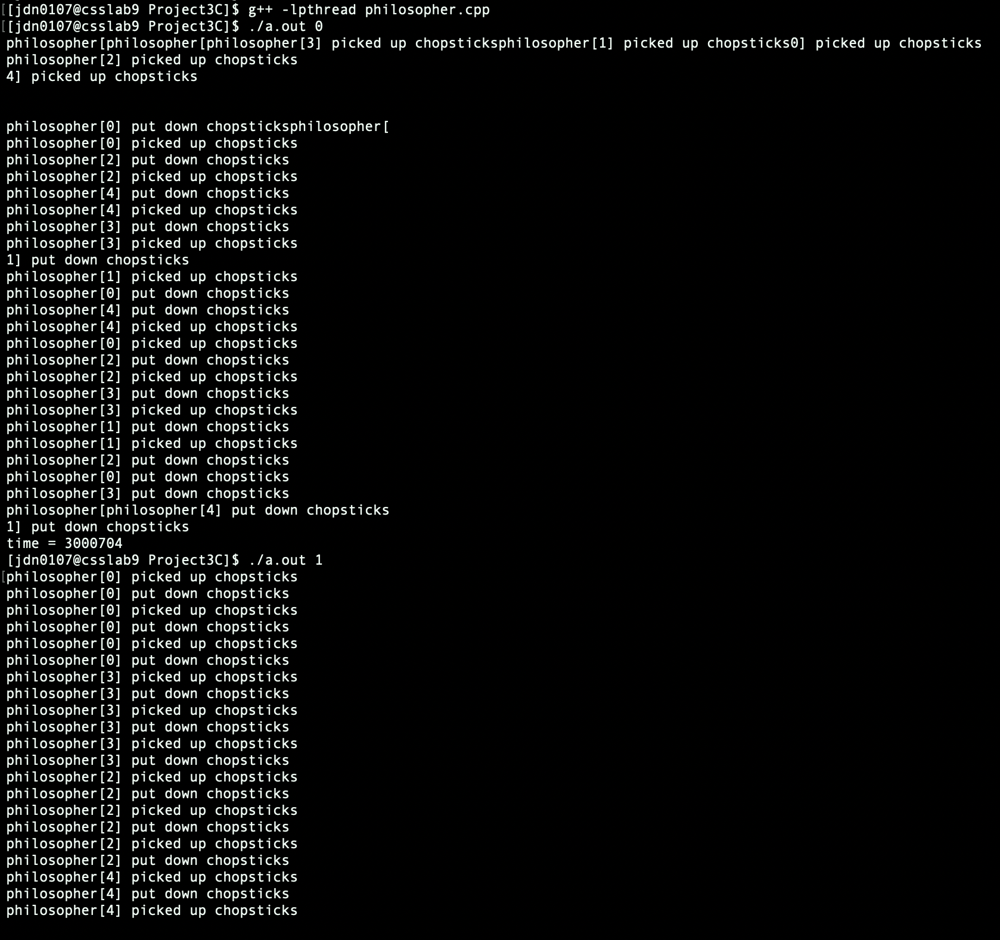 [[jdn0107@csslab9 Project3C]$ g++ -lpthread philosopher.cpp
[[jdn0107@csslab9 Project3C]$ ./a.out 0
philosopher[philosopher[philosopher[3] picked up chopsticksphilosopher[1] picked up chopsticks0] picked up chopsticks
philosopher[2] picked up chopsticks
4] picked up chopsticks
philosopher[0] put down chopsticksphilosopher[
philosopher[0] picked up chopsticks
philosopher[2] put down chopsticks
philosopher[2] picked up chopsticks
philosopher[4] put down chopsticks
philosopher[4] picked up chopsticks
philosopher[3] put down chopsticks
philosopher[3] picked up chopsticks
1] put down chopsticks
philosopher[1] picked up chopsticks
philosopher[0] put down chopsticks
philosopher[4] put down chopsticks
philosopher[4] picked up chopsticks
philosopher[0] picked up chopsticks
philosopher[2] put down chopsticks
philosopher[2] picked up chopsticks
philosopher[3] put down chopsticks
philosopher[3] picked up chopsticks
philosopher[1] put down chopsticks
philosopher[1] picked up chopsticks
philosopher[2] put down chopsticks
philosopher[0] put down chopsticks
philosopher[3] put down chopsticks
philosopher[philosopher[4] put down chopsticks
1] put down chopsticks
time = 3000704
[jdn0107@csslab9 Project3C]$ ./a.out 1
[philosopher[0] picked up chopsticks
philosopher[0] put down chopsticks
philosopher[0] picked up chopsticks
philosopher[0] put down chopsticks
philosopher[0] picked up chopsticks
philosopher[0] put down chopsticks
philosopher[3] picked up chopsticks
philosopher[3] put down chopsticks
philosopher[3] picked up chopsticks
philosopher[3] put down chopsticks
philosopher[3] picked up chopsticks
philosopher[3] put down chopsticks
philosopher[2] picked up chopsticks
philosopher[2] put down chopsticks
philosopher[2] picked up chopsticks
philosopher[2] put down chopsticks
philosopher[2] picked up chopsticks
philosopher[2] put down chopsticks
philosopher[4] picked up chopsticks
philosopher[4] put down chopsticks
philosopher[4] picked up chopsticks